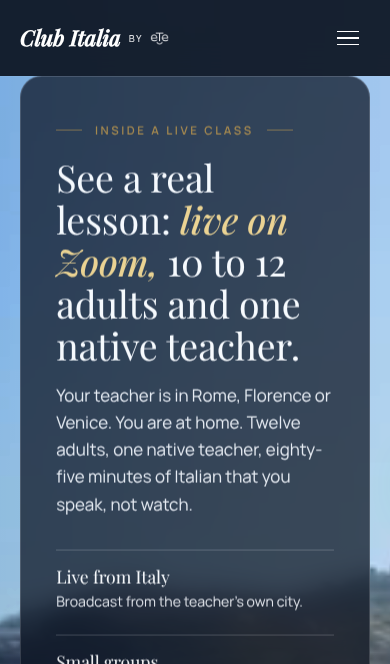 Club Italia BY eTe
INSIDE A LIVE CLASS
See a real
lesson: live on
Zoom, 10 to 12
adults and one
native teacher.
Your teacher is in Rome, Florence or
Venice. You are at home. Twelve
adults, one native teacher, eighty-
five minutes of Italian that you
speak, not watch.
Live from Italy
Broadcast from the teacher's own city.
Small groups